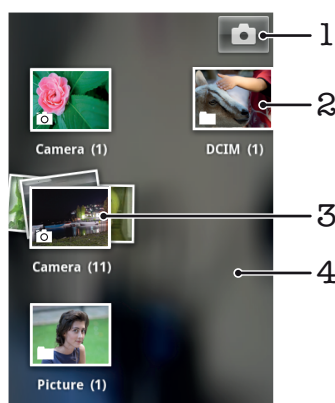 1
2
Camera (1)
DCIM (1)
3
Camera (11)
4
Picture (1)